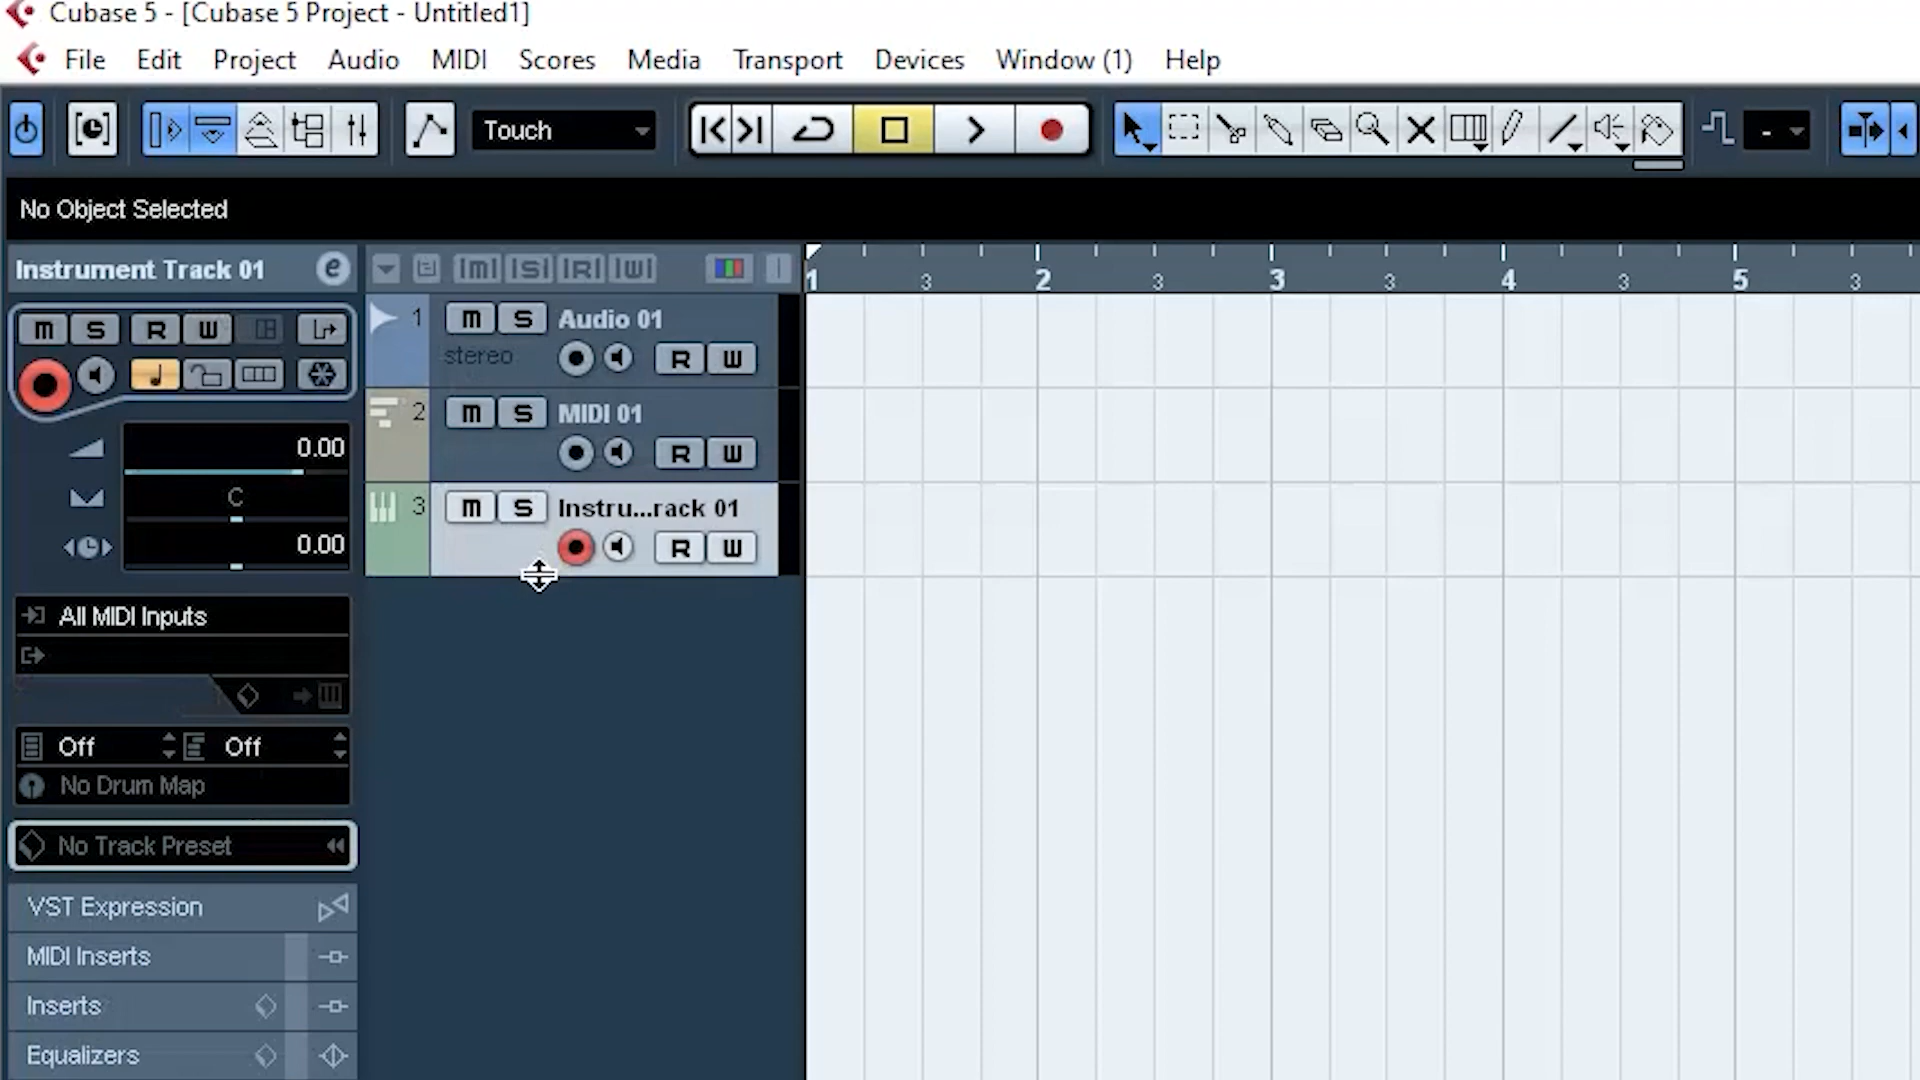 Cubase 5 - [Cubase 5 Project - Untitled1]
File Edit Project Audio MIDI Scores Media Transport Devices Window (1) Help
Touch -
No Object Selected
Instrument Track 01 e M S R W
1 3 2 3 3 3 4 3 5 3
M S R W
1 M S Audio 01
stereo R W
0.00
2 M S MIDI 01
R W
C
3 M S Instru...rack 01
0.00 R W
All MIDI Inputs
Off Off
No Drum Map
No Track Preset
VST Expression
MIDI Inserts
Inserts
Equalizers